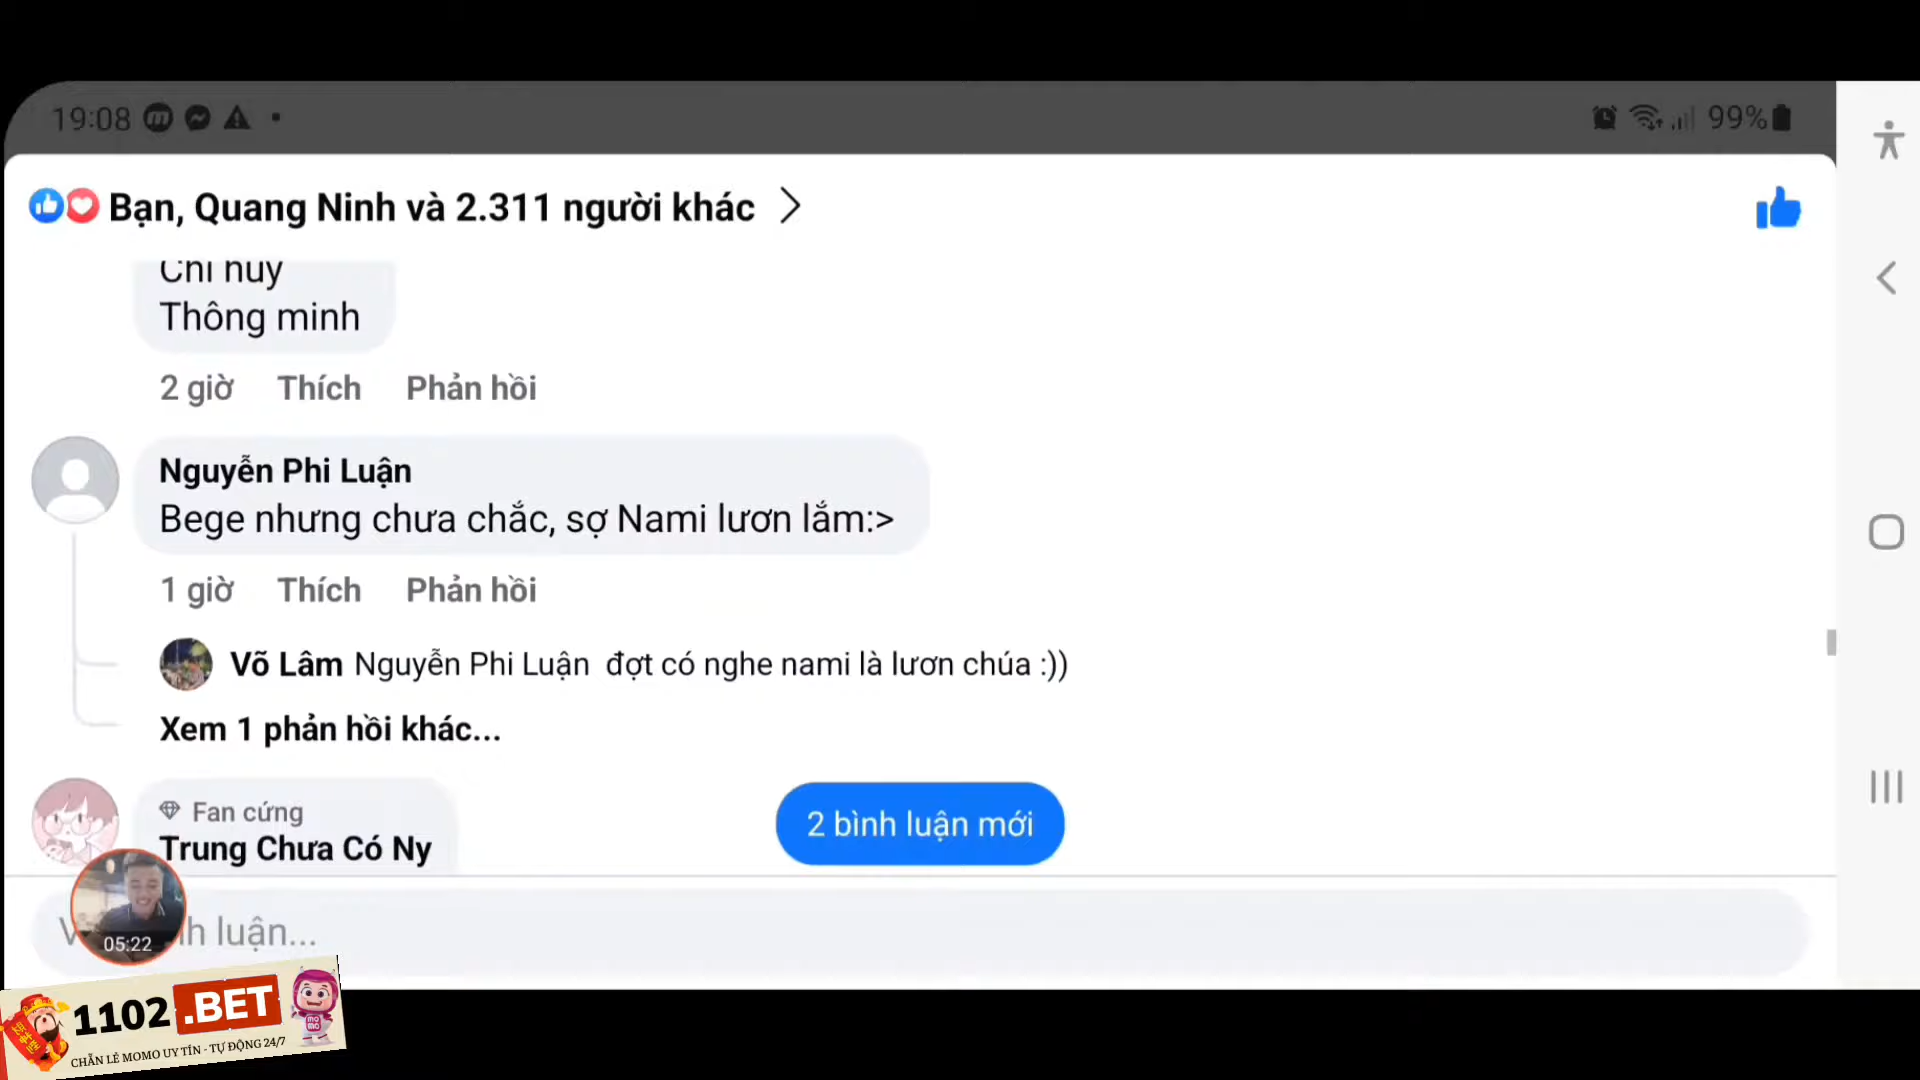 19:08
99%
Bạn, Quang Ninh và 2.311 người khác
Chỉ huy
Thông minh
2 giờ Thích Phản hồi
Nguyễn Phi Luận
Bege nhưng chưa chắc, sợ Nami lươn lắm:>
1 giờ Thích Phản hồi
Võ Lâm Nguyễn Phi Luận đợt có nghe nami là lươn chúa :))
Xem 1 phản hồi khác...
Fan cứng
Trung Chưa Có Ny
2 bình luận mới
luận...
05:22
1102.BET
CHẴN LẺ MOMO UY TÍN - TỰ ĐỘNG 24/7